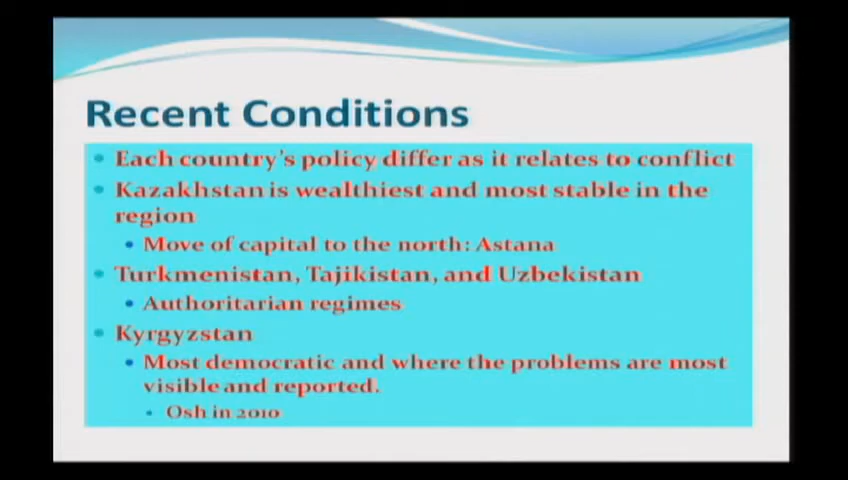 Recent Conditions
Each country's policy differ as it relates to conflict
Kazakhstan is wealthiest and most stable in the
region
Move of capital to the north: Astana
Turkmenistan, Tajikistan, and Uzbekistan
Authoritarian regimes
Kyrgyzstan
Most democratic and where the problems are most
visible and reported.
Osh in 2010